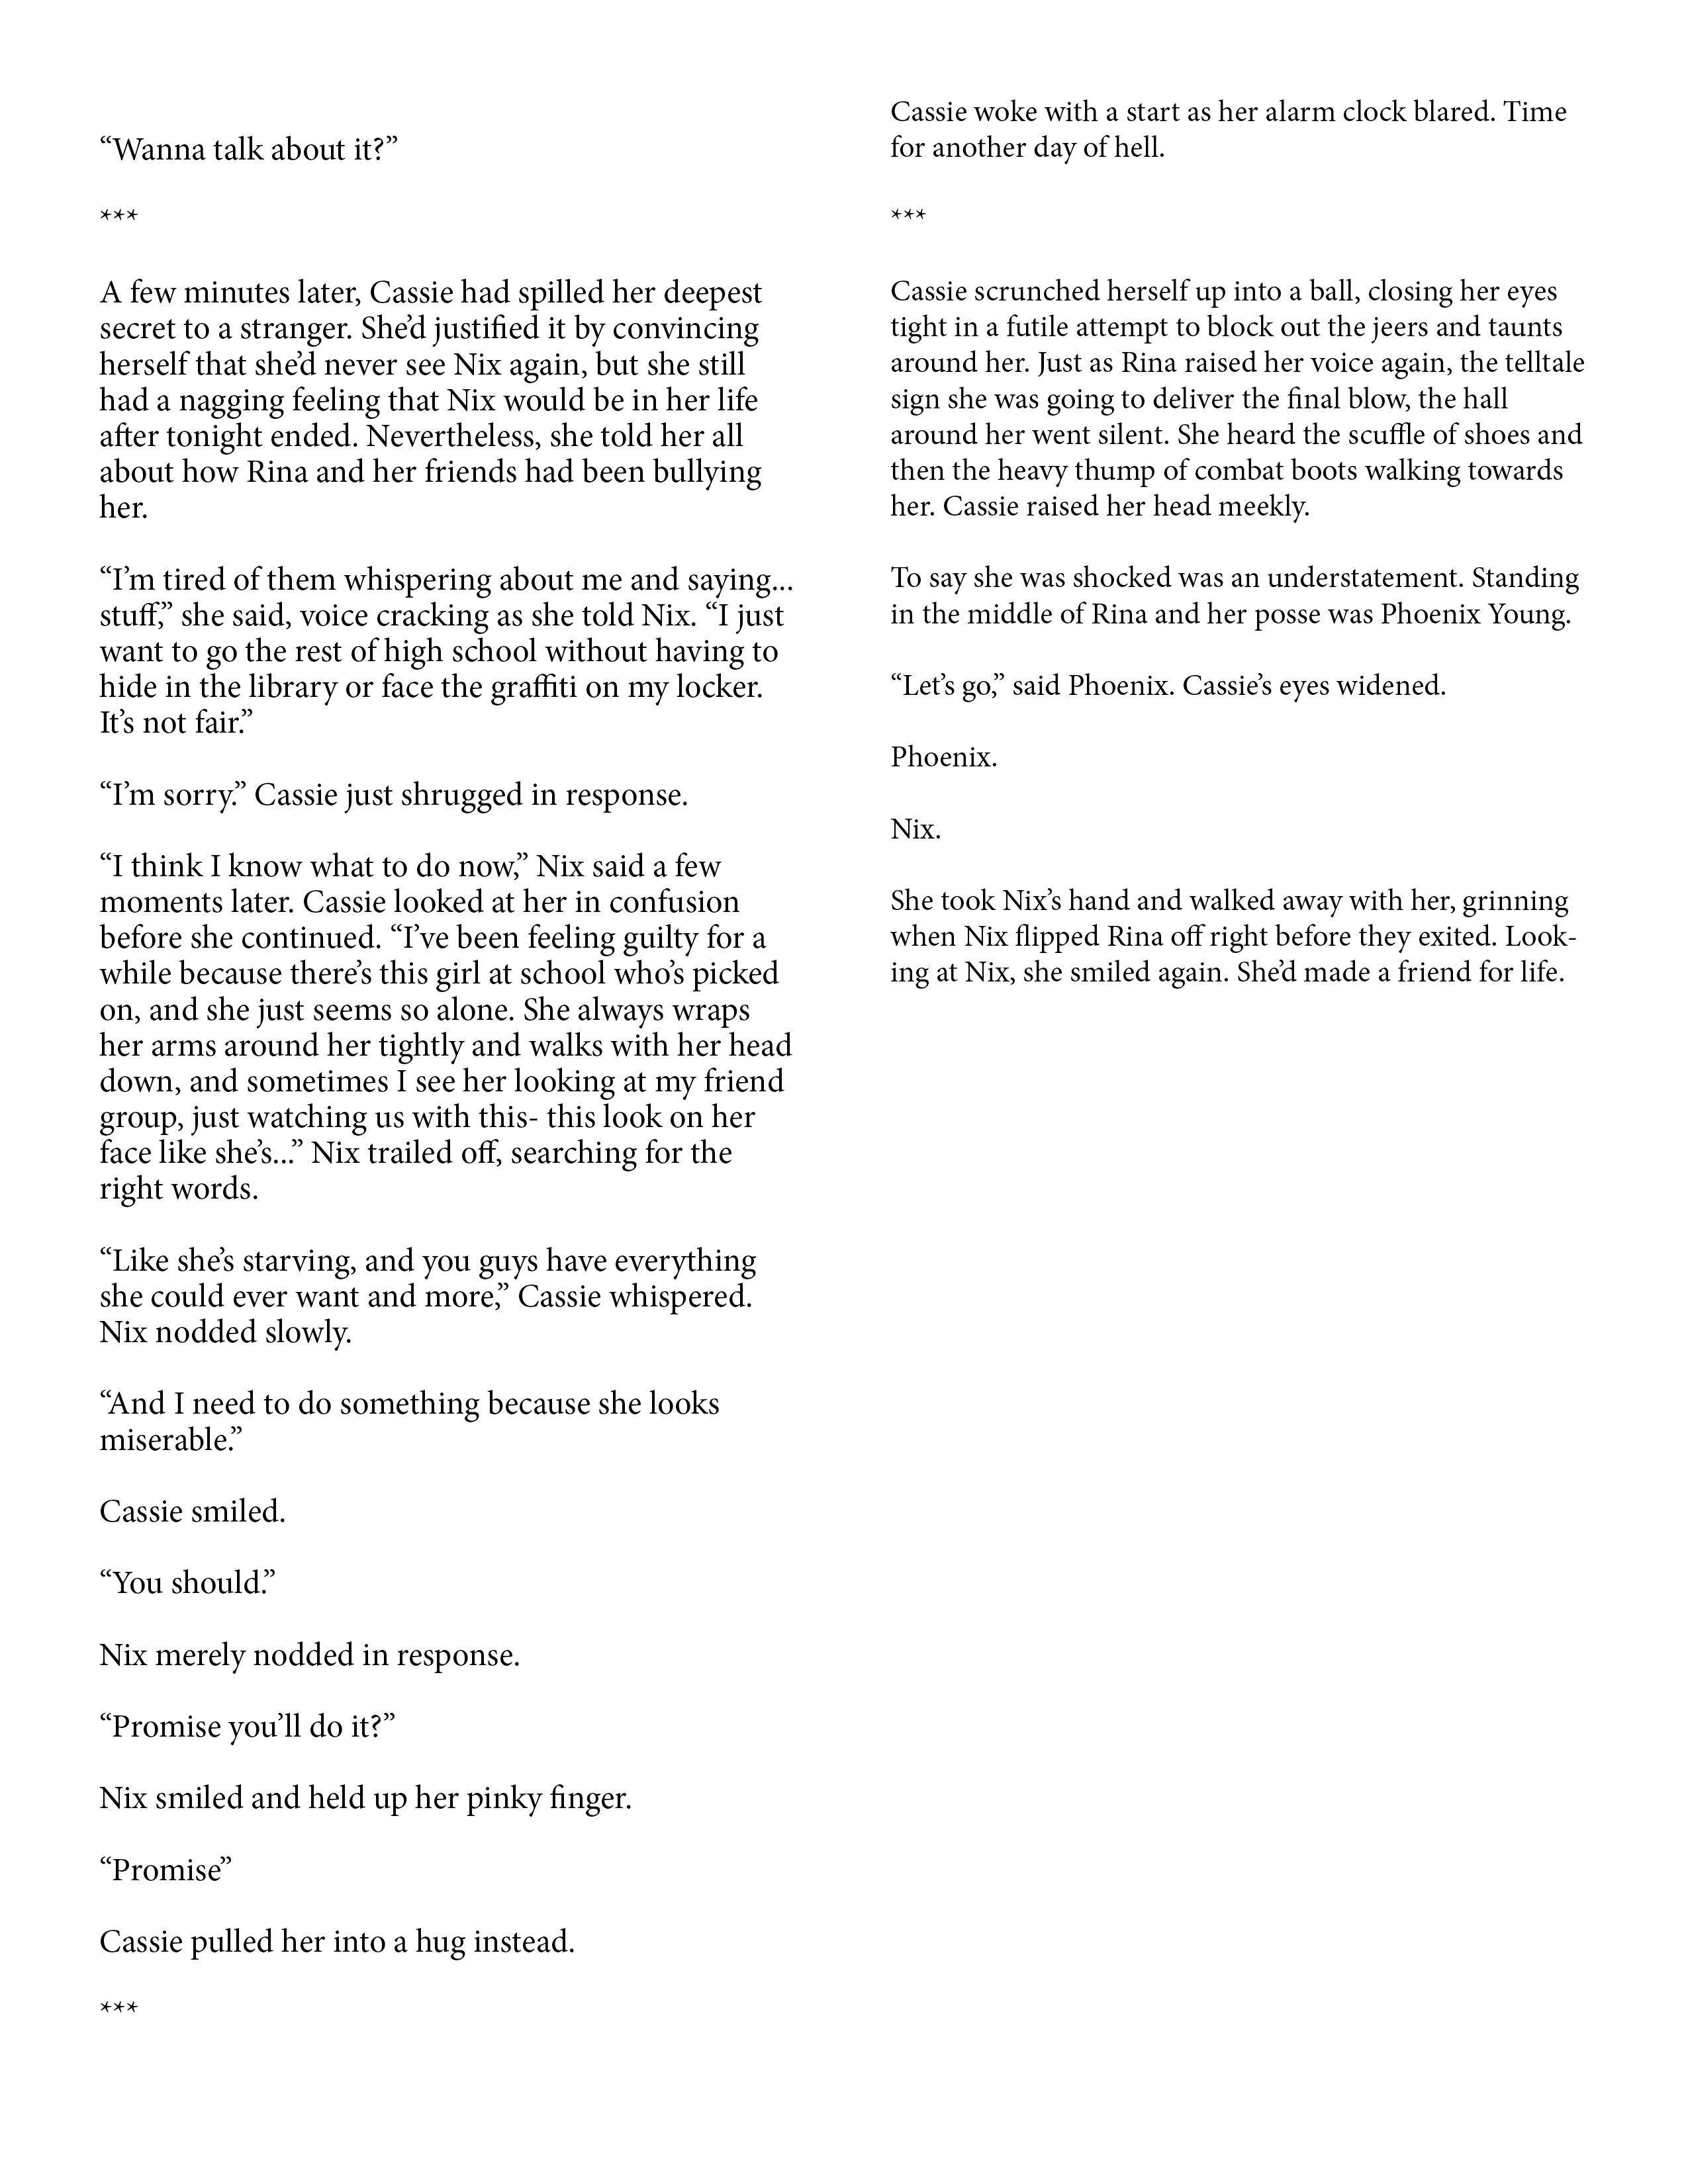 “Wanna talk about it?”
***
A few minutes later, Cassie had spilled her deepest
secret to a stranger. She’d justified it by convincing
herself that she’d never see Nix again, but she still
had a nagging feeling that Nix would be in her life
after tonight ended. Nevertheless, she told her all
about how Rina and her friends had been bullying
her.
“I’m tired of them whispering about me and saying...
stuff,” she said, voice cracking as she told Nix. “I just
want to go the rest of high school without having to
hide in the library or face the graffiti on my locker.
It’s not fair.”
“I’m sorry.” Cassie just shrugged in response.
“I think I know what to do now,” Nix said a few
moments later. Cassie looked at her in confusion
before she continued. “I’ve been feeling guilty for a
while because there’s this girl at school who’s picked
on, and she just seems so alone. She always wraps
her arms around her tightly and walks with her head
down, and sometimes I see her looking at my friend
group, just watching us with this- this look on her
face like she’s...” Nix trailed off, searching for the
right words.
“Like she’s starving, and you guys have everything
she could ever want and more,” Cassie whispered.
Nix nodded slowly.
“And I need to do something because she looks
miserable.”
Cassie smiled.
“You should.”
Nix merely nodded in response.
“Promise you’ll do it?”
Nix smiled and held up her pinky finger.
“Promise”
Cassie pulled her into a hug instead.
***
Cassie woke with a start as her alarm clock blared. Time
for another day of hell.
***
Cassie scrunched herself up into a ball, closing her eyes
tight in a futile attempt to block out the jeers and taunts
around her. Just as Rina raised her voice again, the telltale
sign she was going to deliver the final blow, the hall
around her went silent. She heard the scuffle of shoes and
then the heavy thump of combat boots walking towards
her. Cassie raised her head meekly.
To say she was shocked was an understatement. Standing
in the middle of Rina and her posse was Phoenix Young.
“Let’s go,” said Phoenix. Cassie’s eyes widened.
Phoenix.
Nix.
She took Nix’s hand and walked away with her, grinning
when Nix flipped Rina off right before they exited. Look-
ing at Nix, she smiled again. She’d made a friend for life.